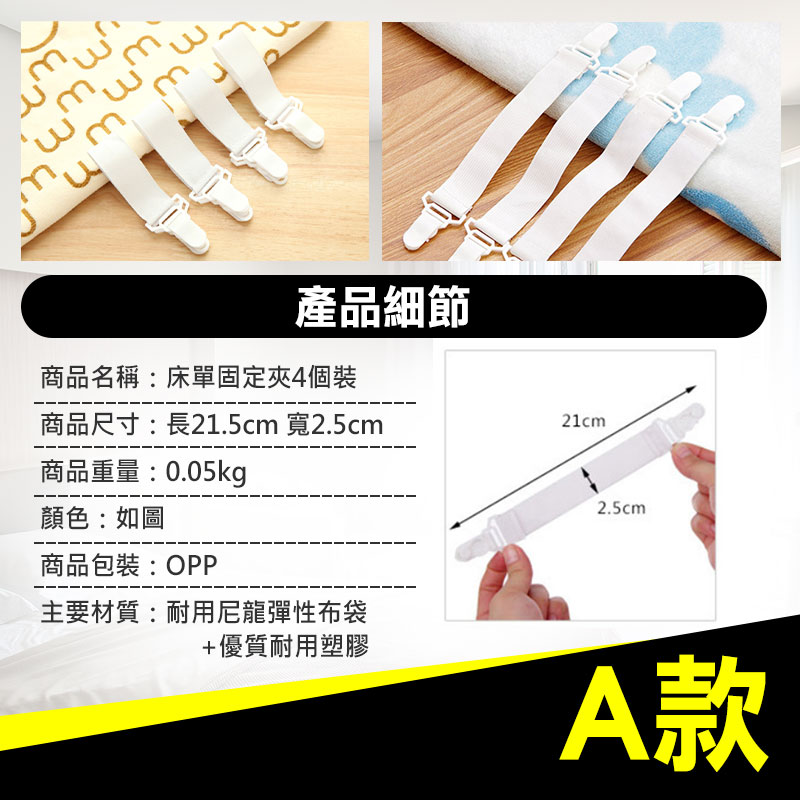 產品細節
商品名稱：床單固定夾4個裝
商品尺寸：長21.5cm 寬2.5cm
商品重量：0.05kg
顏色：如圖
商品包裝：OPP
主要材質：耐用尼龍彈性布袋
+優質耐用塑膠
21cm
2.5cm
A款